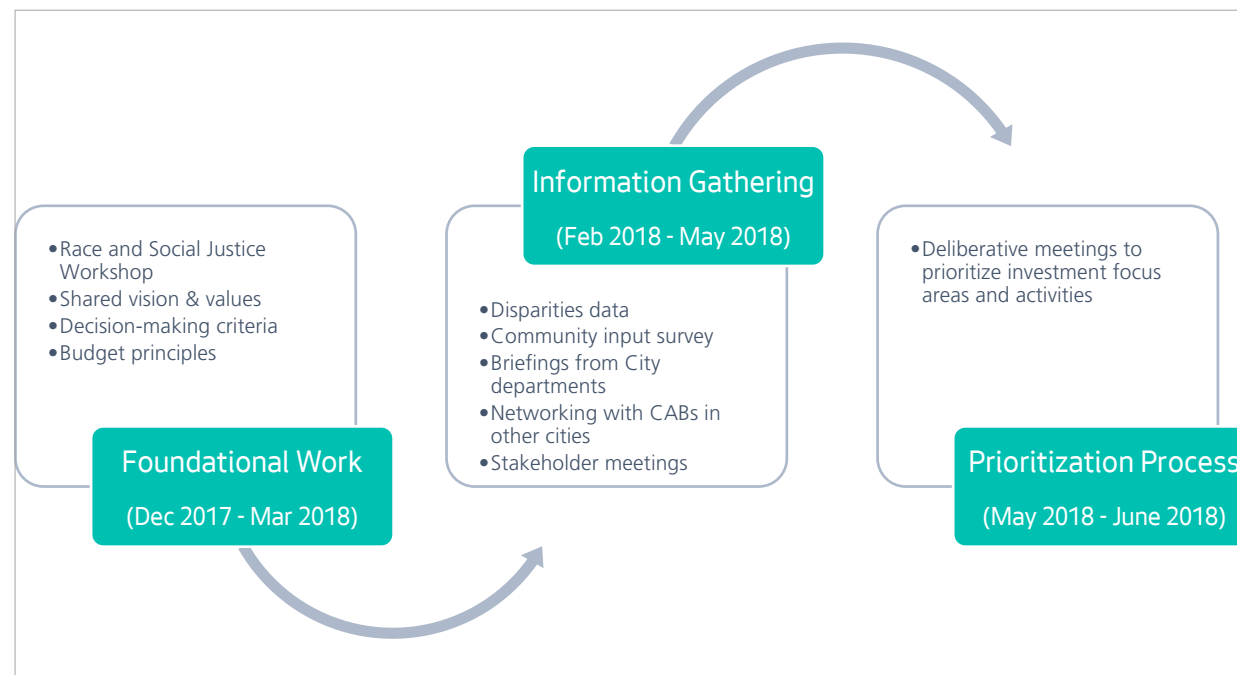 •Race and Social Justice
Workshop
•Shared vision & values
•Decision-making criteria
•Budget principles
Foundational Work
(Dec 2017 - Mar 2018)
Information Gathering
(Feb 2018 - May 2018)
•Disparities data
•Community input survey
•Briefings from City
departments
•Networking with CABs in
other cities
•Stakeholder meetings
•Deliberative meetings to
prioritize investment focus
areas and activities
Prioritization Process
(May 2018 - June 2018)